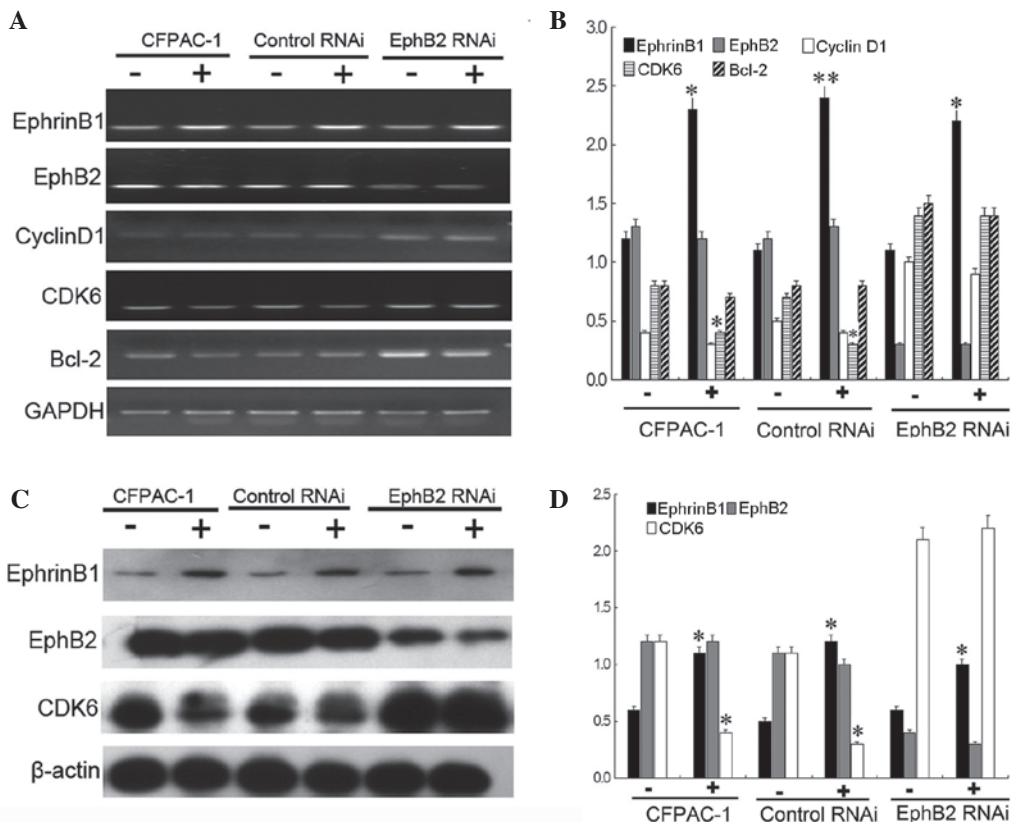 A
CFPAC-1 Control RNAi EphB2 RNAi
- + - + - +
EphrinB1
EphB2
CyclinD1
CDK6
Bcl-2
GAPDH
B
EphrinB1 EphB2 Cyclin D1
CDK6 Bcl-2
3.0
2.5
2.0
1.5
1.0
0.5
0.0
* ** *
* *
- + - + - +
CFPAC-1 Control RNAi EphB2 RNAi
C
CFPAC-1 Control RNAi EphB2 RNAi
- + - + - +
EphrinB1
EphB2
CDK6
β-actin
D
EphrinB1 EphB2
CDK6
2.5
2.0
1.5
1.0
0.5
0.0
* * *
* *
- + - + - +
CFPAC-1 Control RNAi EphB2 RNAi